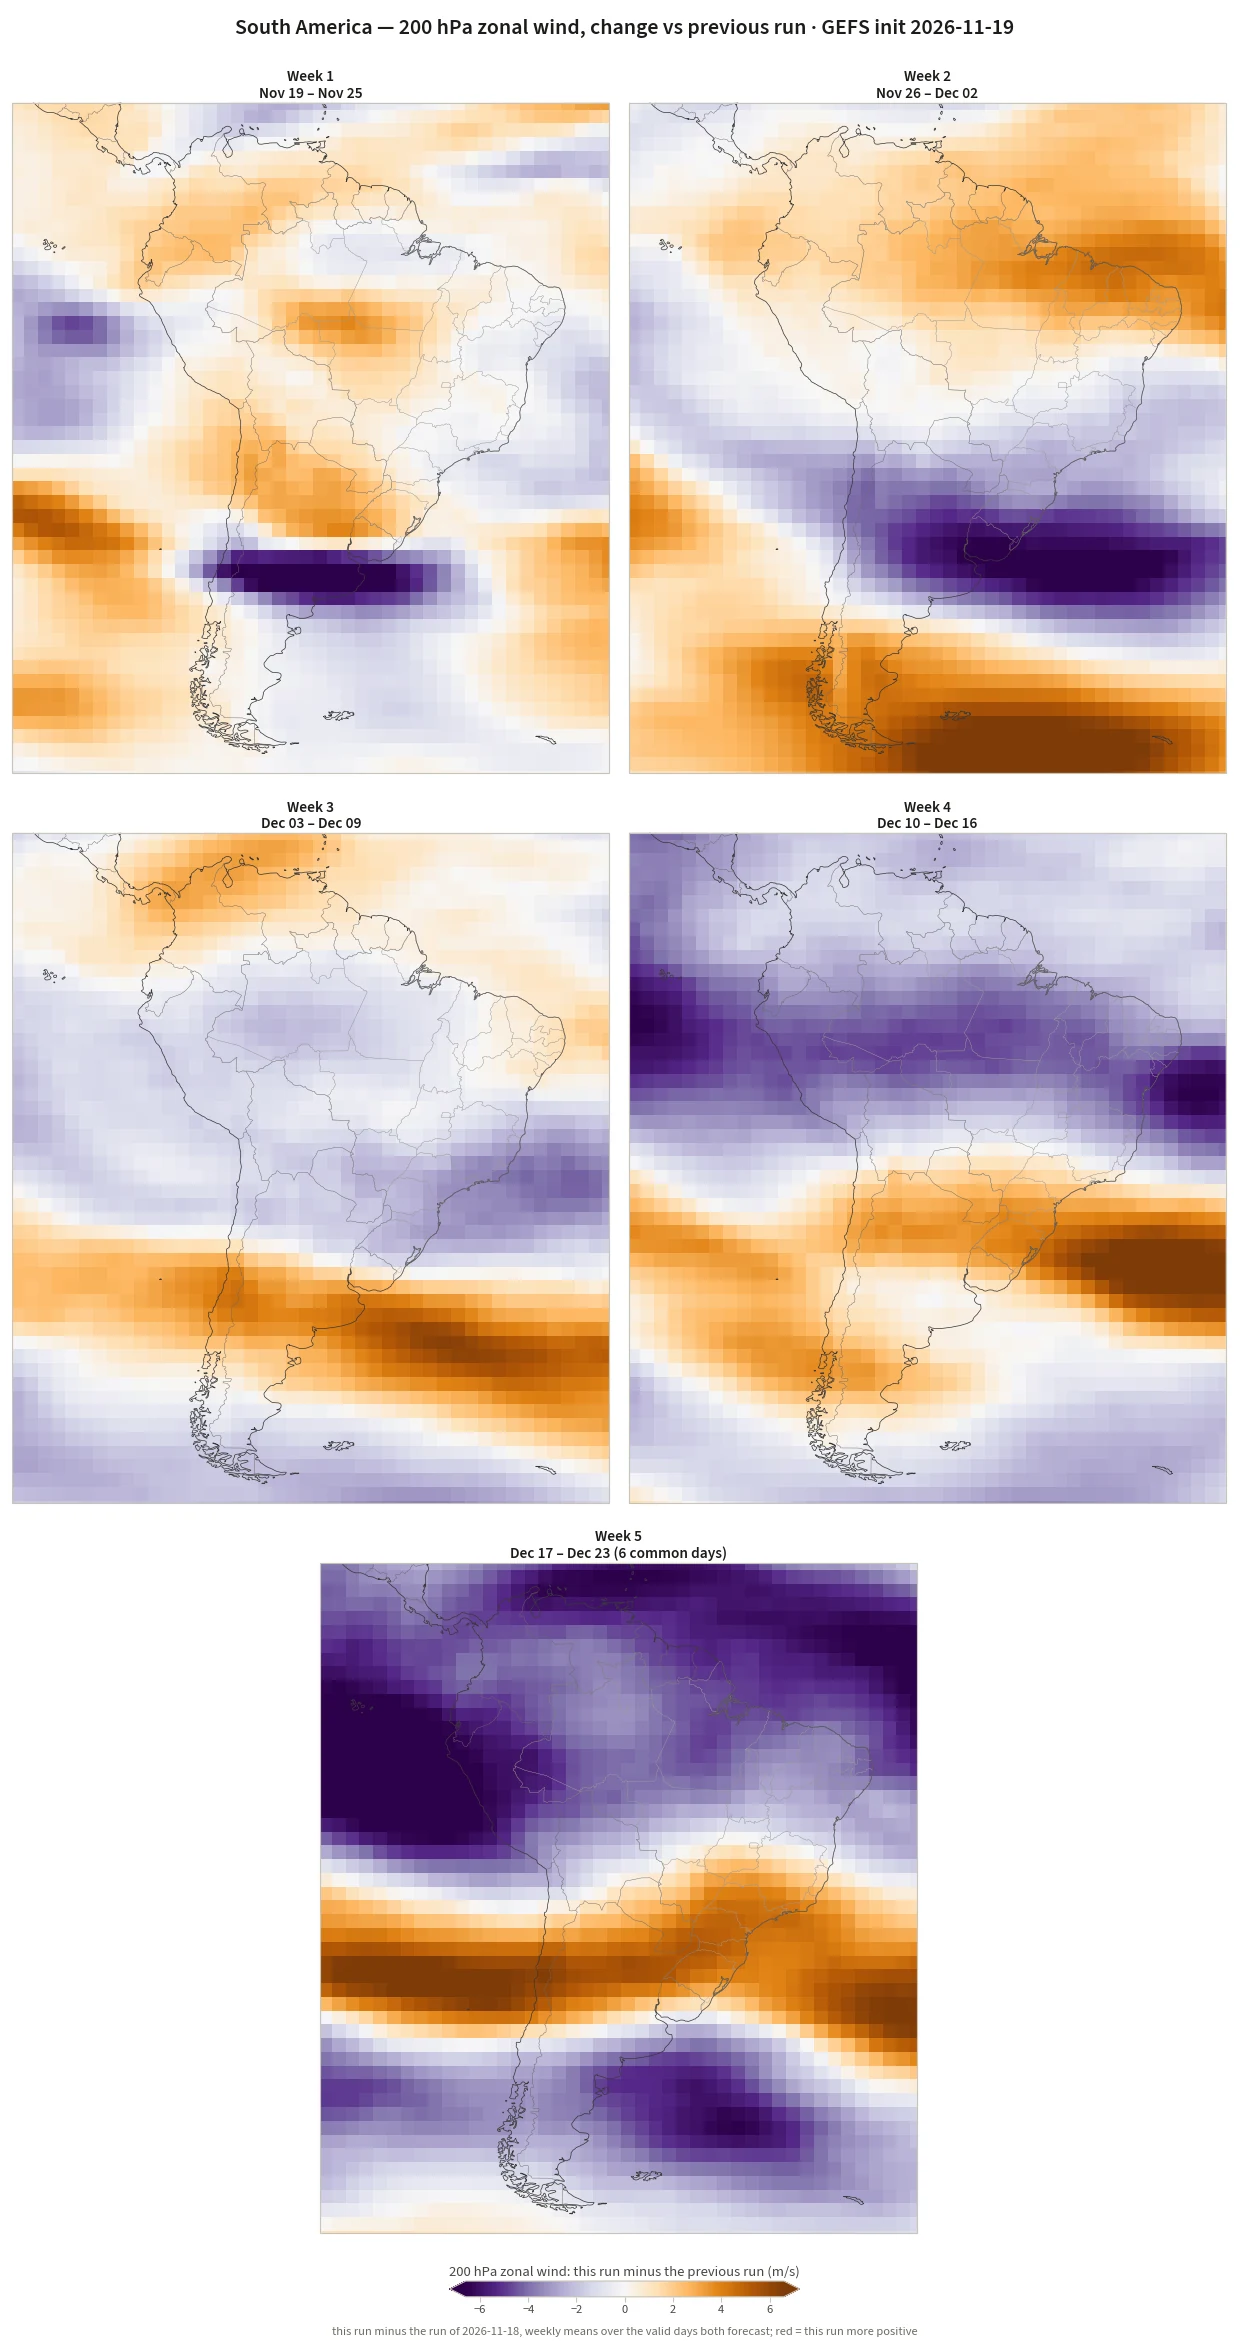 South America — 200 hPa zonal wind, change vs previous run · GEFS init 2026-11-19
Week 1
Nov 19 – Nov 25
Week 2
Nov 26 – Dec 02
Week 3
Dec 03 – Dec 09
Week 4
Dec 10 – Dec 16
Week 5
Dec 17 – Dec 23 (6 common days)
200 hPa zonal wind: this run minus the previous run (m/s)
−6 −4 −2 0 2 4 6
this run minus the run of 2026-11-18, weekly means over the valid days both forecast; red = this run more positive